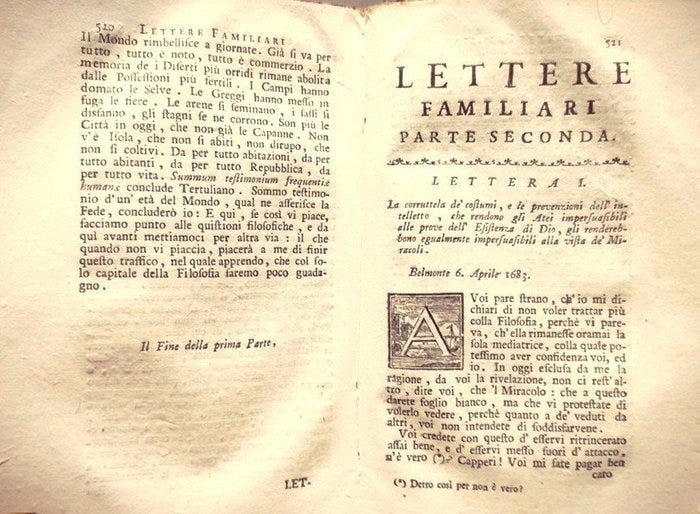 520 LETTERE FAMILIARI
Il Mondo rimbellisce a giornate. Già ſi va per
tutto, tutto è noto, tutto è commerzio. La
memoria de i Diſerti più orridi rimane abolita
dalle Poſſeſſioni più fertili. I Campi hanno
domato le Selve. Le Greggi hanno meſſo in
fuga le fiere. Le arene ſi ſeminano, i ſaſſi ſi
disfanno, gli ſtagni ſe ne corrono. Son più le
Città in oggi, che non già le Capanne. Non
v'è Iſola, che non ſi abiti, non dirupo, che
non ſi coltivi. Da per tutto abitazioni, da per
tutto abitanti, da per tutto Repubblica, da
per tutto vita. Summum teſtimonium frequentiæ
humanæ conclude Tertuliano. Sommo teſtimo-
nio d'un' età del Mondo, qual ne aſſeriſce la
Fede, concluderò io: E qui, ſe così vi piace,
facciamo punto alle quiſtioni filoſofiche, e da
qui avanti mettiamoci per altra via: il che
quando non vi piaccia, piacerà a me di finir
queſto traffico, nel quale apprendo, che col ſo-
lo capitale della Filoſofia faremo poco guada-
gno.
Il Fine della prima Parte,
LET-
521
LETTERE
FAMILIARI
PARTE SECONDA.
LETTERA I.
La corruttela de' coſtumi, e le prevenzioni dell' in-
telletto, che rendono gli Atei imperſuaſibili
alle prove dell' Eſiſtenza di Dio, gli rendereb-
bono egualmente imperſuaſibili alla viſta de' Mi-
racoli.
Belmonte 6. Aprile 1683.
A Voi pare ſtrano, ch'io mi di-
chiari di non voler trattar più
colla Filoſofia, perchè vi pare-
va, ch'ella rimaneſſe oramai la
ſola mediatrice, colla quale po-
teſſimo aver confidenza voi, ed
io. In oggi eſcluſa da me la
ragione, da voi la rivelazione, non ci reſt' al-
tro, dite voi, che 'l Miracolo: che a queſto
darete foglio bianco, ma che vi proteſtate di
volerlo vedere, perchè quanto a de' veduti da
altri, voi non intendete di ſoddisfarvene.
Voi credete con queſto d' eſſervi ritrincerato
aſſai bene, e d' eſſervi meſſo fuori d' attacco,
n'è vero (*)? Capperi! Voi mi fate pagar ben
caro
(*) Detto così per non è vero?